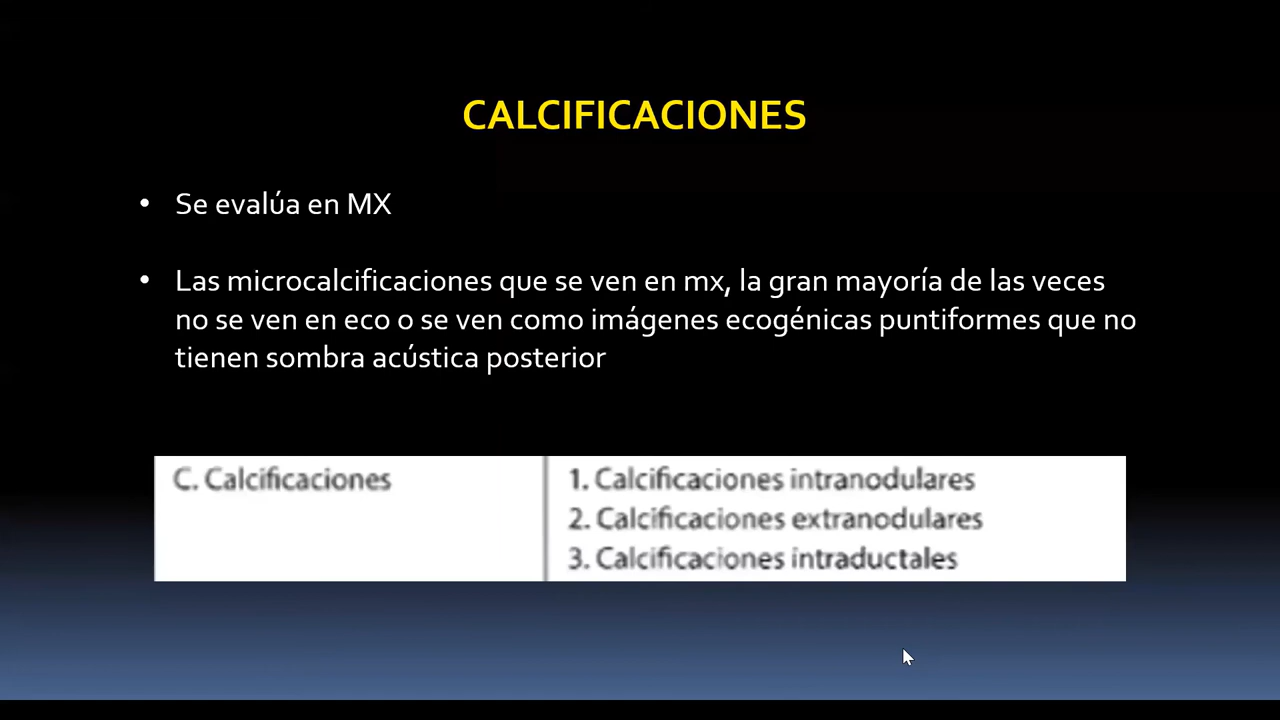 CALCIFICACIONES
• Se evalúa en MX
• Las microcalcificaciones que se ven en mx, la gran mayoría de las veces
no se ven en eco o se ven como imágenes ecogénicas puntiformes que no
tienen sombra acústica posterior
C. Calcificaciones
1. Calcificaciones intranodulares
2. Calcificaciones extranodulares
3. Calcificaciones intraductales